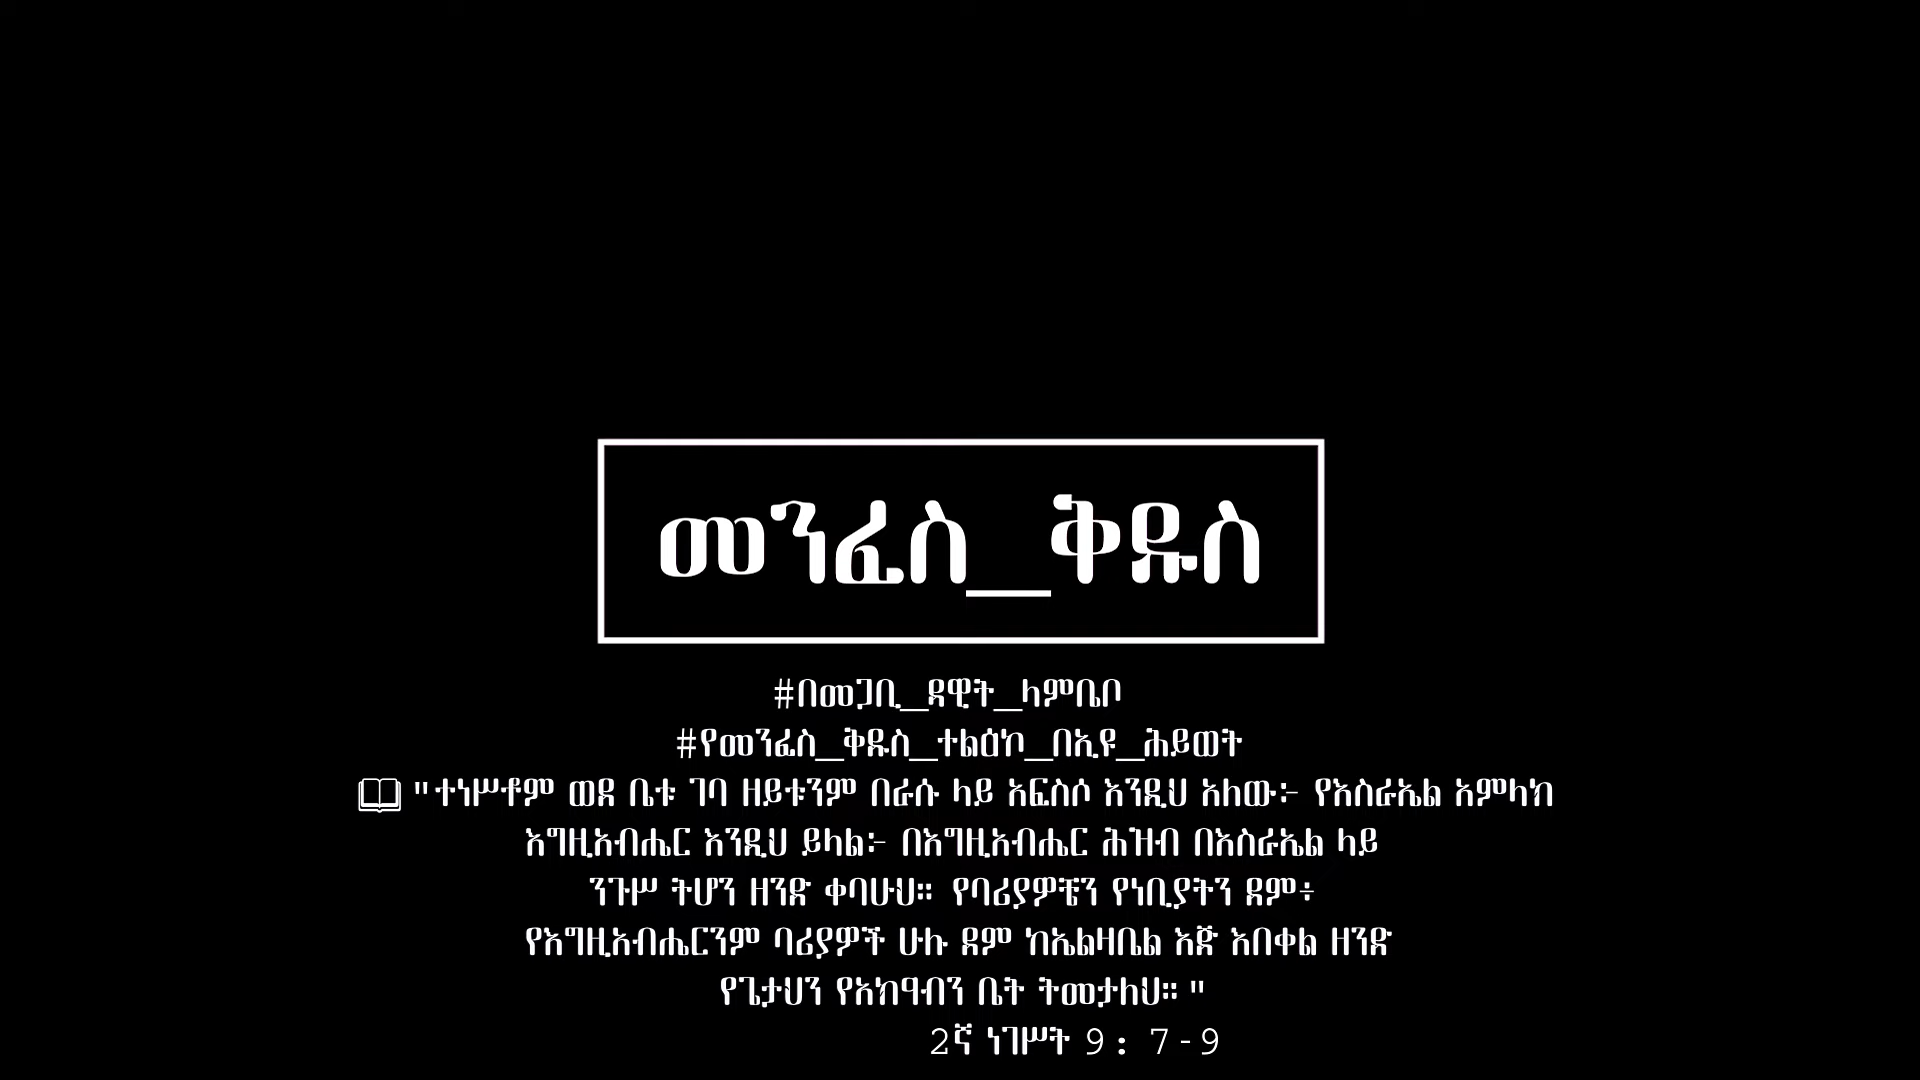 መንፈስ_ቅዱስ
#በመጋቢ_ዳዊት_ላምቤቦ
#የመንፈስ_ቅዱስ_ተልዕኮ_በኢዩ_ሕይወት
"ተነሥቶም ወደ ቤቱ ገባ ዘይቱንም በራሱ ላይ አፍስሶ እንዲህ አለው፦ የእስራኤል አምላክ
እግዚአብሔር እንዲህ ይላል፦ በእግዚአብሔር ሕዝብ በእስራኤል ላይ
ንጉሥ ትሆን ዘንድ ቀባሁህ። የባሪያዎቼን የነቢያትን ደም፥
የእግዚአብሔርንም ባሪያዎች ሁሉ ደም ከኤልዛቤል እጅ እበቀል ዘንድ
የጌታህን የአክዓብን ቤት ትመታለህ። "
2ኛ ነገሥት 9: 7-9